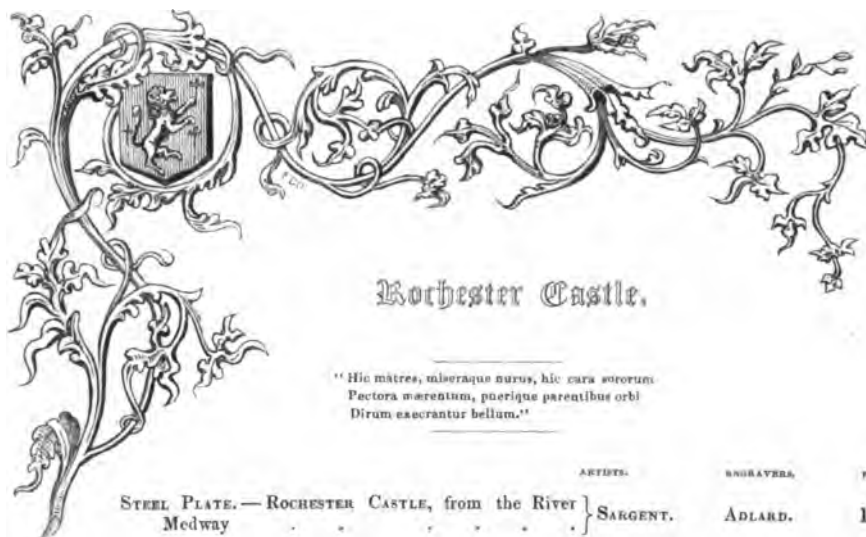 Rochester Castle.
“ Hic matres, miseræque nurus, hic cara sororum
Pectora mærentum, puerique parentibus orbi
Dirum execrantur bellum.”
ARTISTS. ENGRAVERS.
STEEL PLATE. — ROCHESTER CASTLE, from the River } SARGENT. ADLARD.
Medway . . . . . .